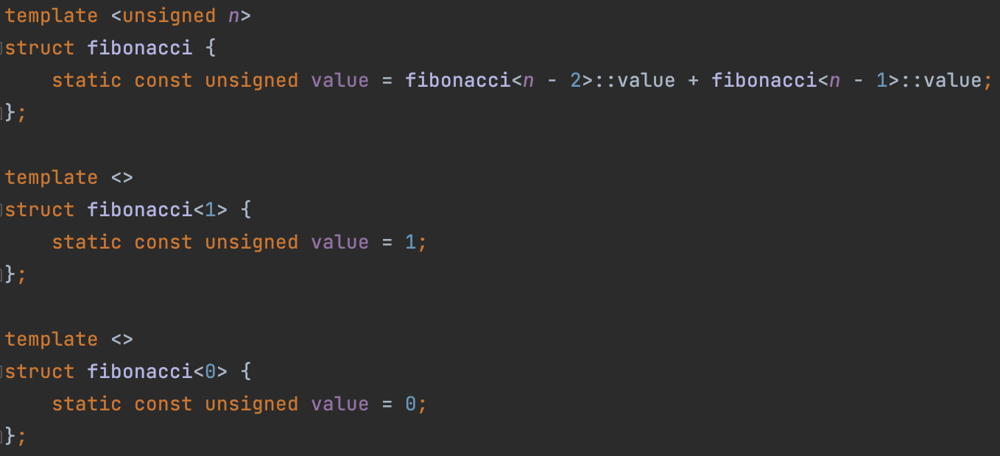 template <unsigned n>
struct fibonacci {
    static const unsigned value = fibonacci<n - 2>::value + fibonacci<n - 1>::value;
};
template <>
struct fibonacci<1> {
    static const unsigned value = 1;
};
template <>
struct fibonacci<0> {
    static const unsigned value = 0;
};